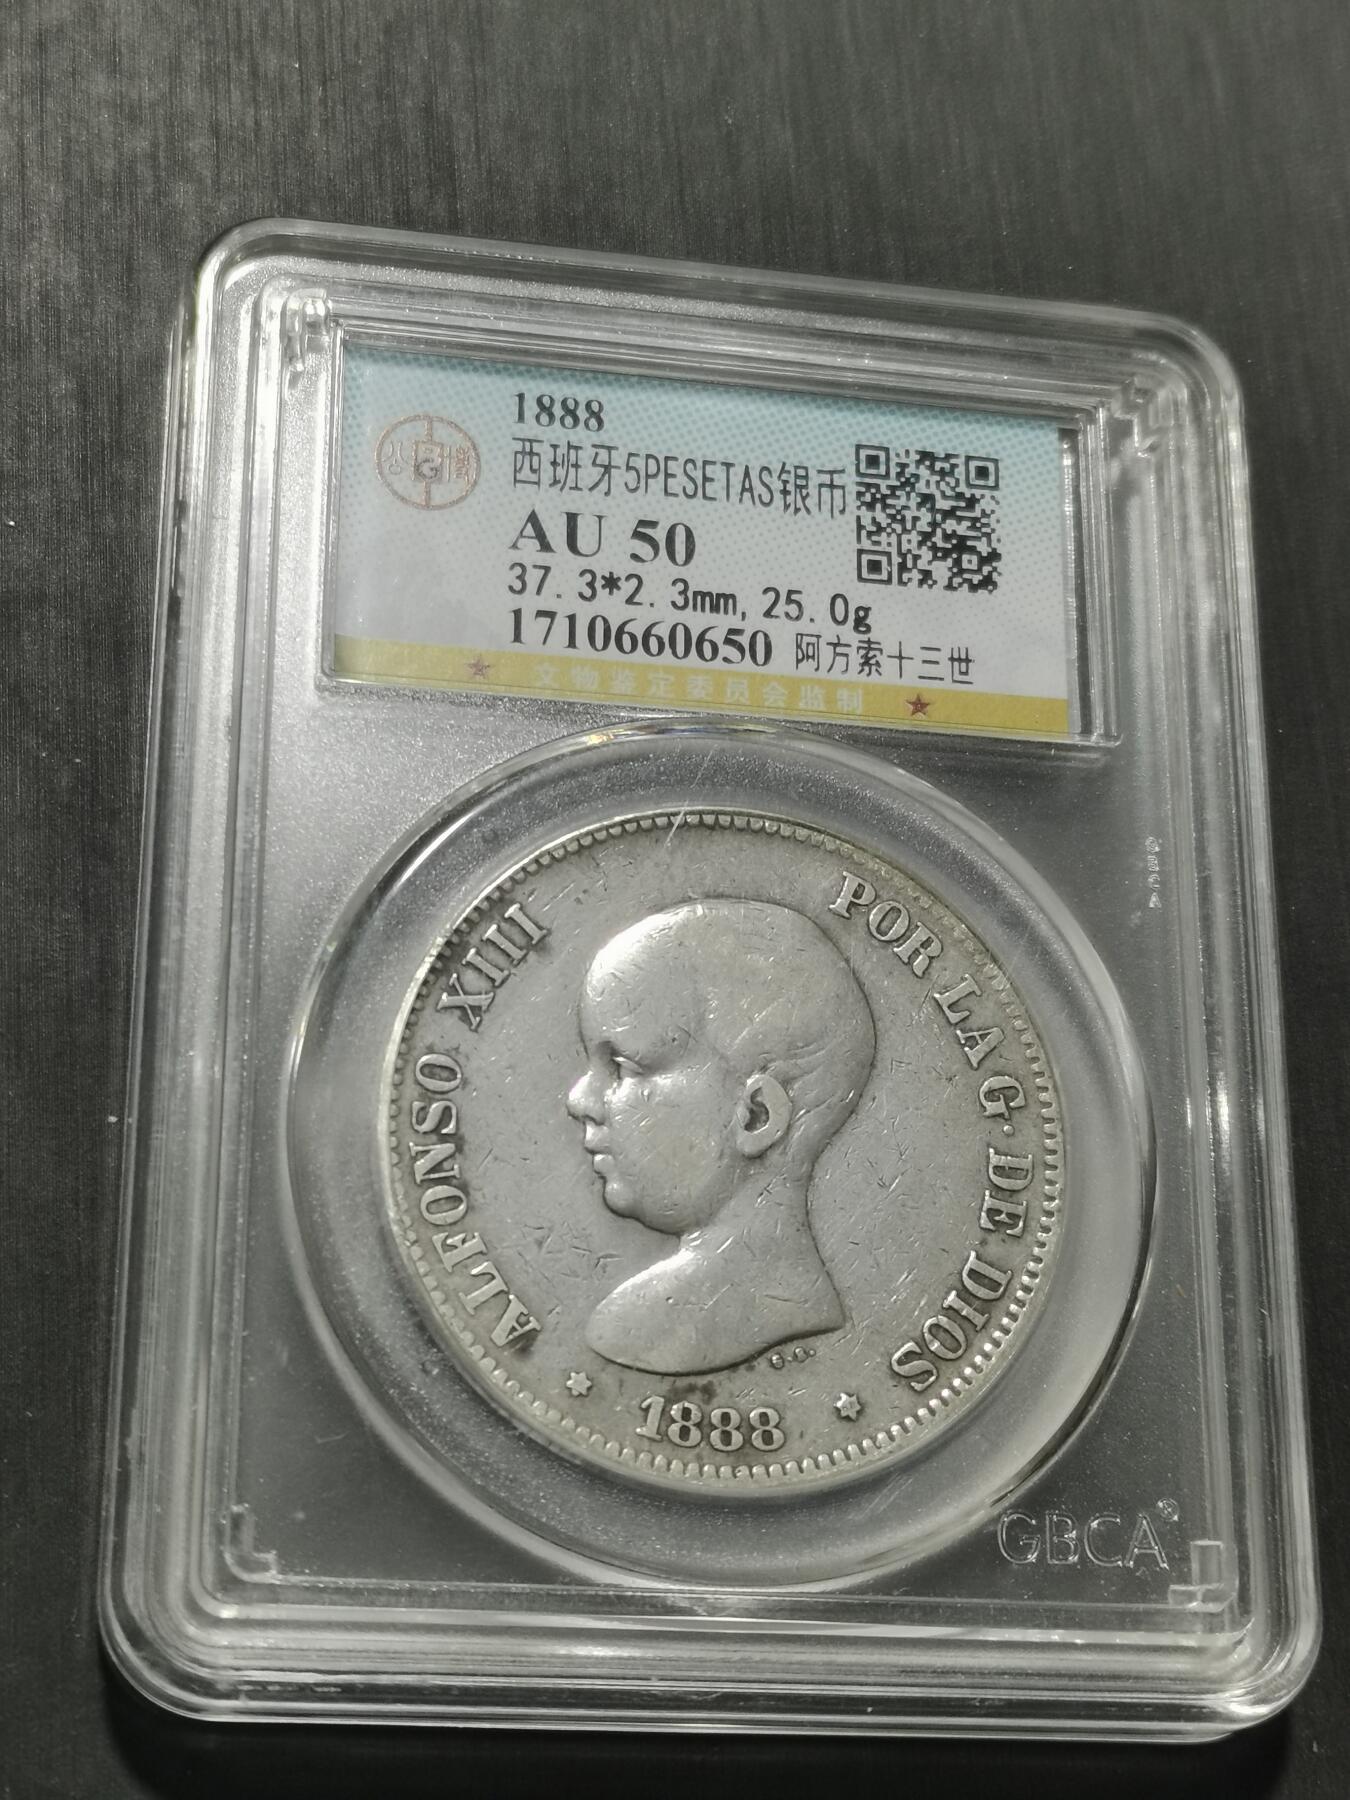 1888
西班牙5PESETAS银币
AU 50
37.3*2.3mm,25.0g
1710660650 阿方索十三世
文物鉴定委员会监制
ALFONSO XIII POR LA G· DE DIOS
1888
G.S.
GBCA®